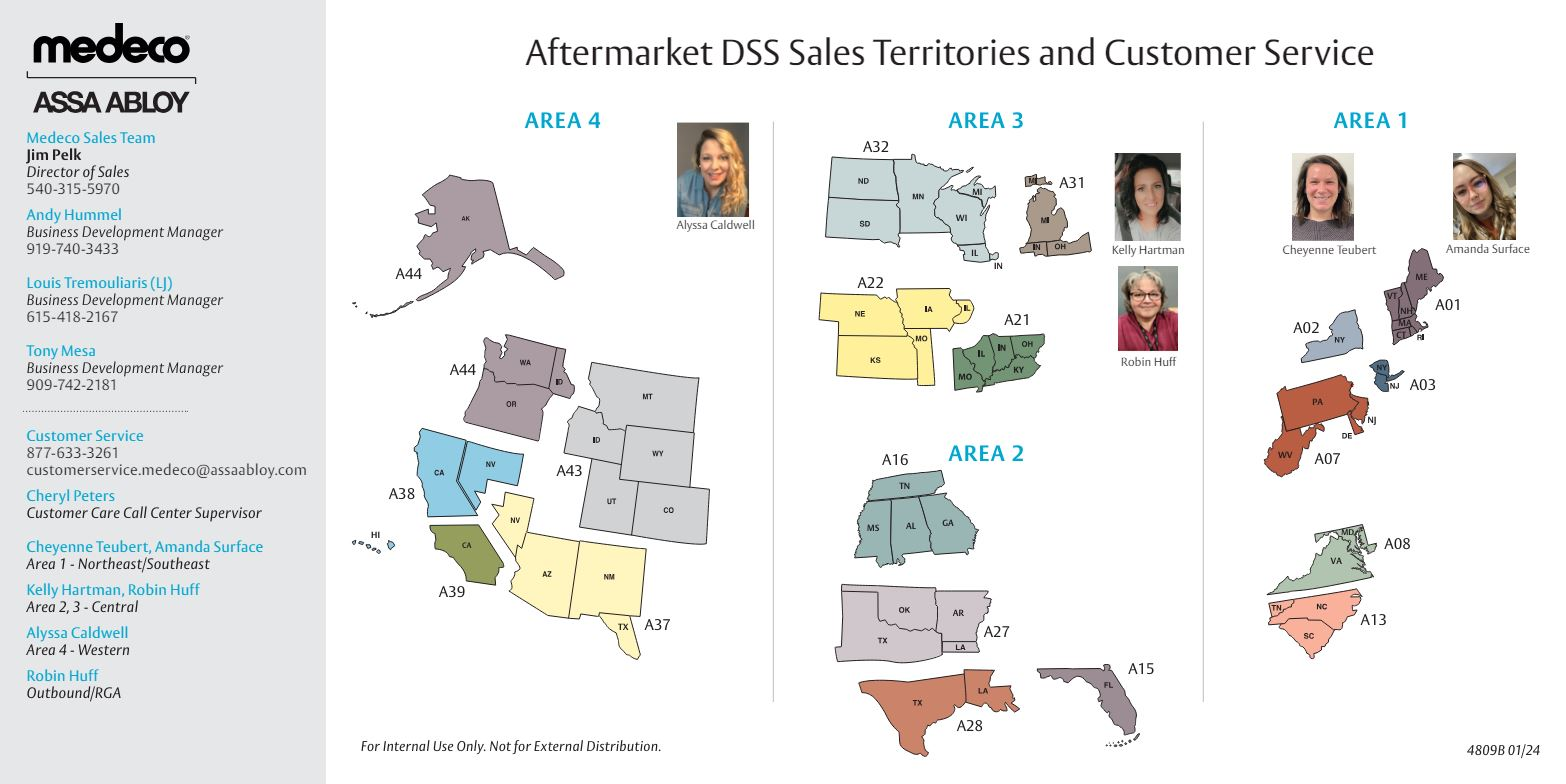 medeco
ASSA ABLOY
Medeco Sales Team
Jim Pelk
Director of Sales
540-315-5970
Andy Hummel
Business Development Manager
919-740-3433
Louis Tremouliaris (LJ)
Business Development Manager
615-418-2167
Tony Mesa
Business Development Manager
909-742-2181
Customer Service
877-633-3261
customerservice.medeco@assaabloy.com
Cheryl Peters
Customer Care Call Center Supervisor
Cheyenne Teubert, Amanda Surface
Area 1 - Northeast/Southeast
Kelly Hartman, Robin Huff
Area 2, 3 - Central
Alyssa Caldwell
Area 4 - Western
Robin Huff
Outbound/RGA
Aftermarket DSS Sales Territories and Customer Service
AREA 4
Alyssa Caldwell
AK
A44
A44
WA
ID
OR
MT
ID
WY
A43
UT
CO
CA
NV
A38
HI
CA
A39
NV
AZ
NM
TX
A37
AREA 3
A32
ND
MN
MI
SD
WI
IL
IN
MI
A31
MI
IN
OH
Kelly Hartman
A22
NE
IA
IL
MO
KS
A21
IL
IN
OH
MO
KY
Robin Huff
AREA 2
A16
TN
MS
AL
GA
OK
AR
TX
LA
A27
TX
LA
A28
A15
FL
AREA 1
Cheyenne Teubert
Amanda Surface
ME
VT
NH
A01
MA
CT
RI
A02
NY
NY
NJ
A03
PA
NJ
DE
WV
A07
MD
A08
VA
TN
NC
SC
A13
For Internal Use Only. Not for External Distribution.
4809B 01/24